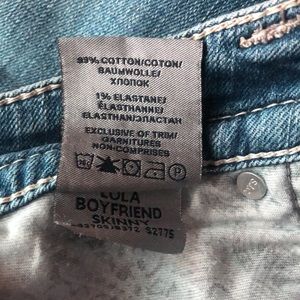 99% COTTON/COTON/
BAUMWOLLE/
ХЛОПОК
1% ELASTANE/
ELASTHANNE/
ELASTHAN/ЭЛАСТАН
EXCLUSIVE OF TRIM/
GARNITURES
NON-COMPRISES
LOLA
BOYFRIEND
SKINNY
S2775